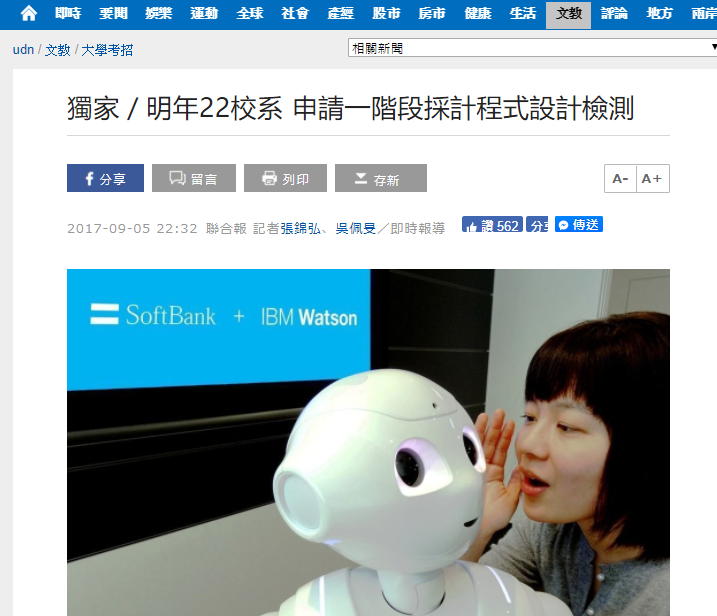 即時 要聞 娛樂 運動 全球 社會 產經 股市 房市 健康 生活 文教 評論 地方 兩岸
udn / 文教 / 大學考招
相關新聞
獨家/明年22校系 申請一階段採計程式設計檢測
分享 留言 列印 存新 A- A+
2017-09-05 22:32 聯合報 記者張錦弘、吳佩旻╱即時報導 讚 562 分享 傳送
SoftBank + IBM Watson